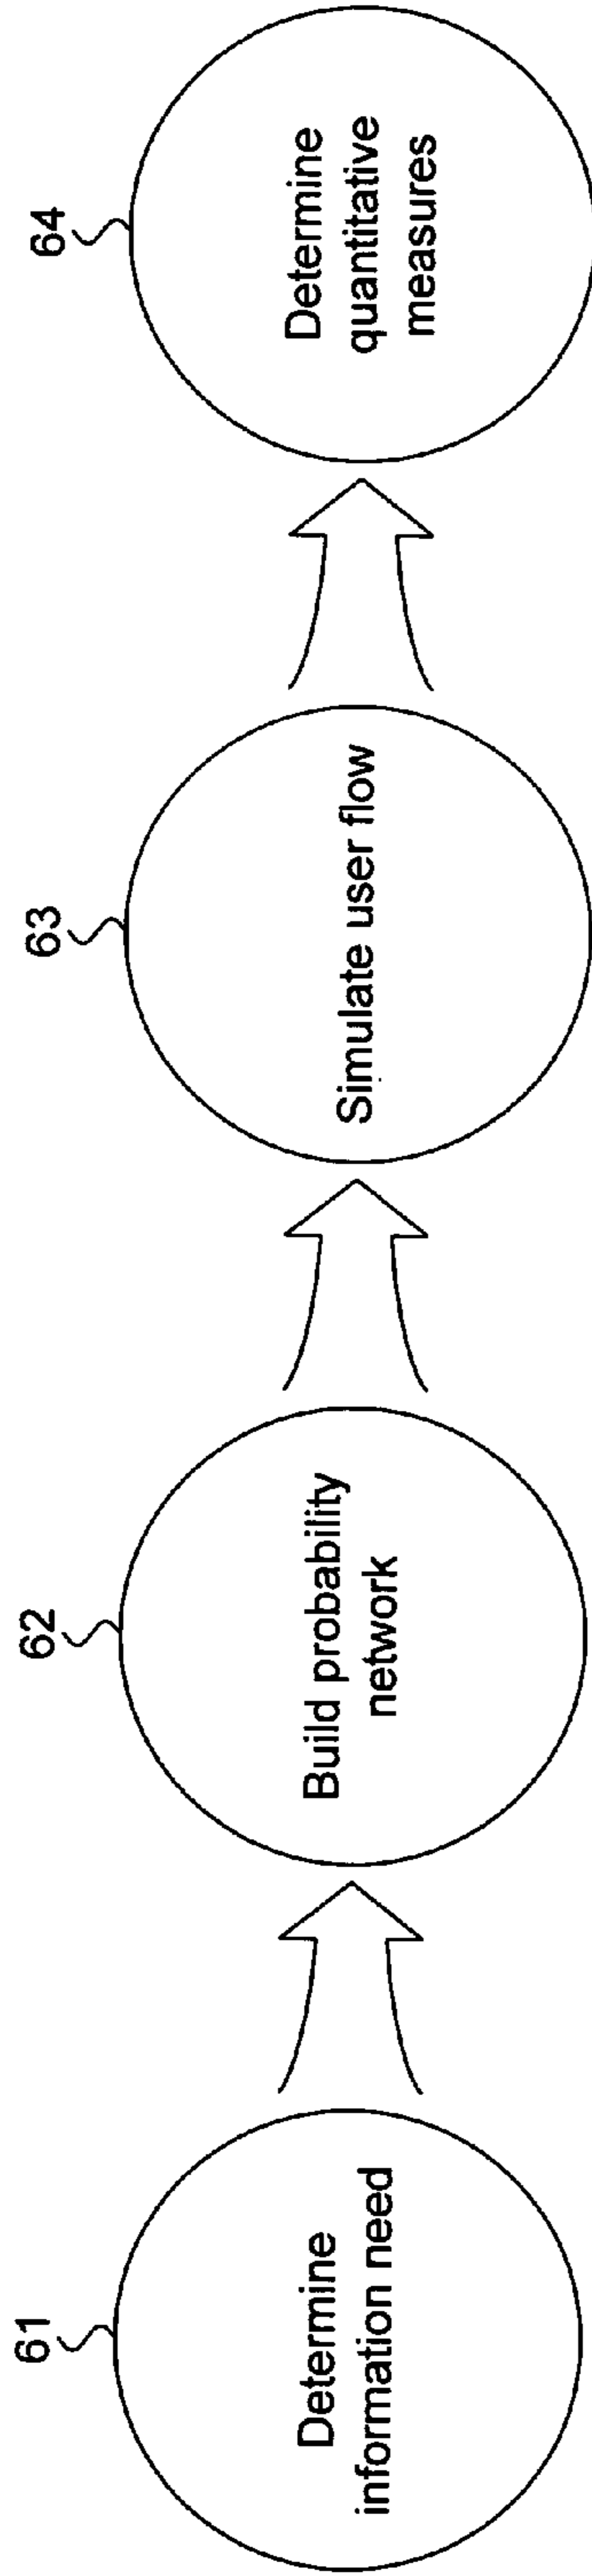 61
Determine
information need
62
Build probability
network
63
Simulate user flow
64
Determine
quantitative
measures